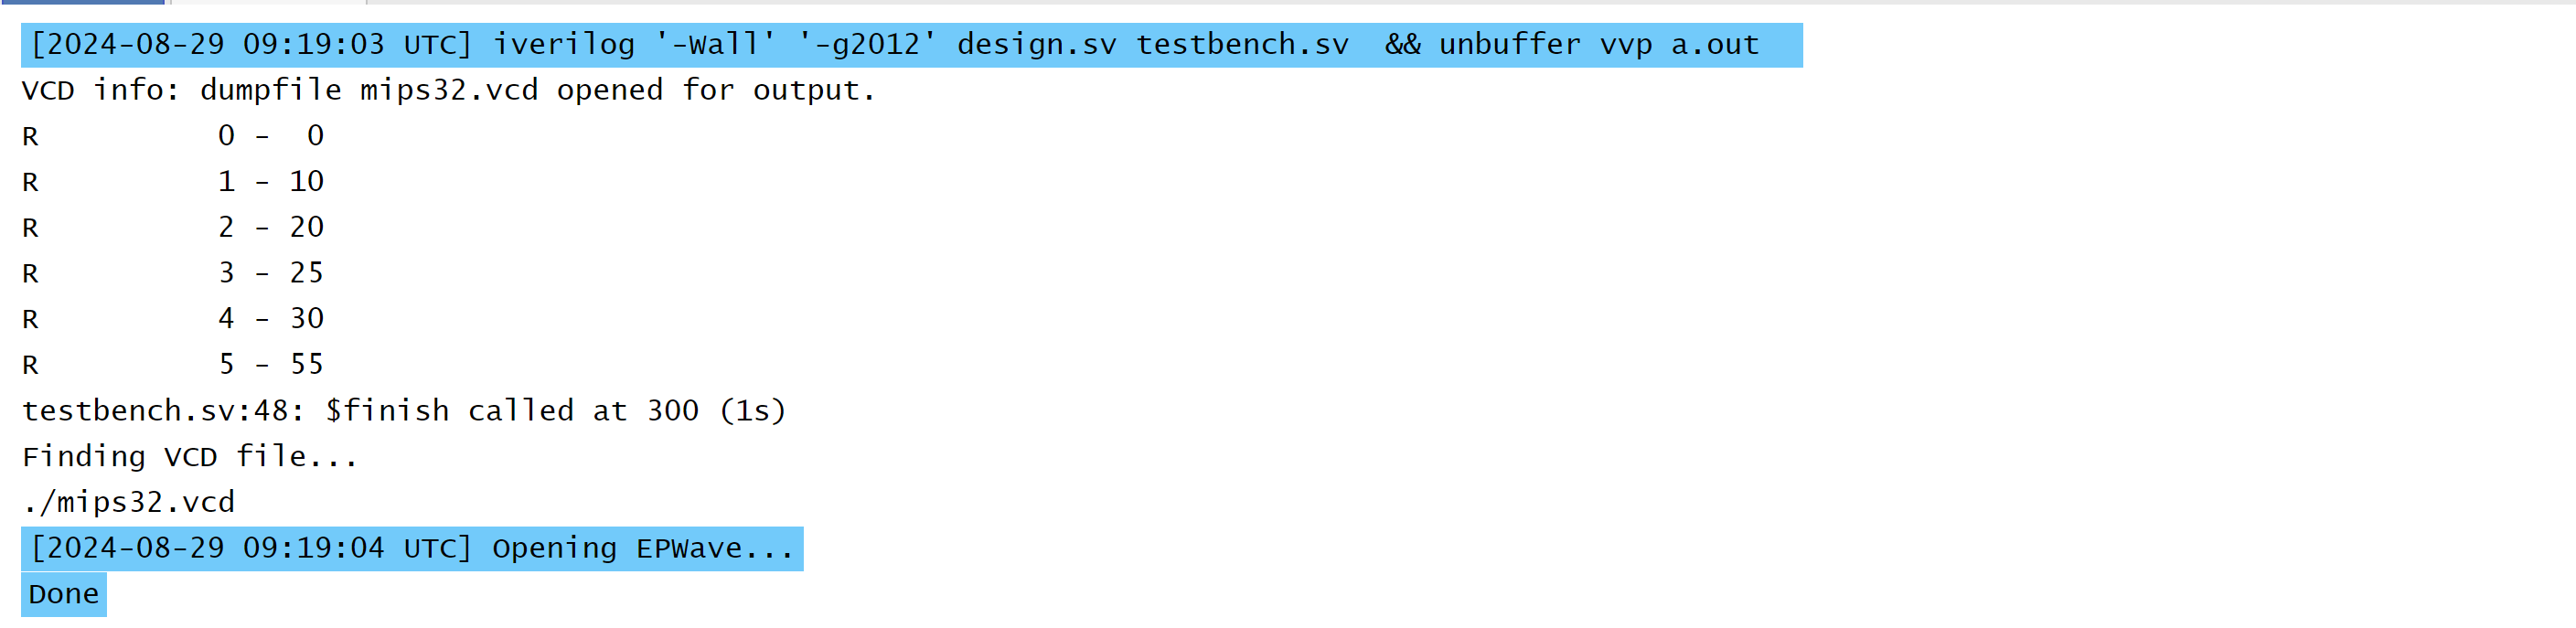 [2024-08-29 09:19:03 UTC] iverilog '-Wall' '-g2012' design.sv testbench.sv  && unbuffer vvp a.out
VCD info: dumpfile mips32.vcd opened for output.
R          0 -  0
R          1 - 10
R          2 - 20
R          3 - 25
R          4 - 30
R          5 - 55
testbench.sv:48: $finish called at 300 (1s)
Finding VCD file...
./mips32.vcd
[2024-08-29 09:19:04 UTC] Opening EPWave...
Done